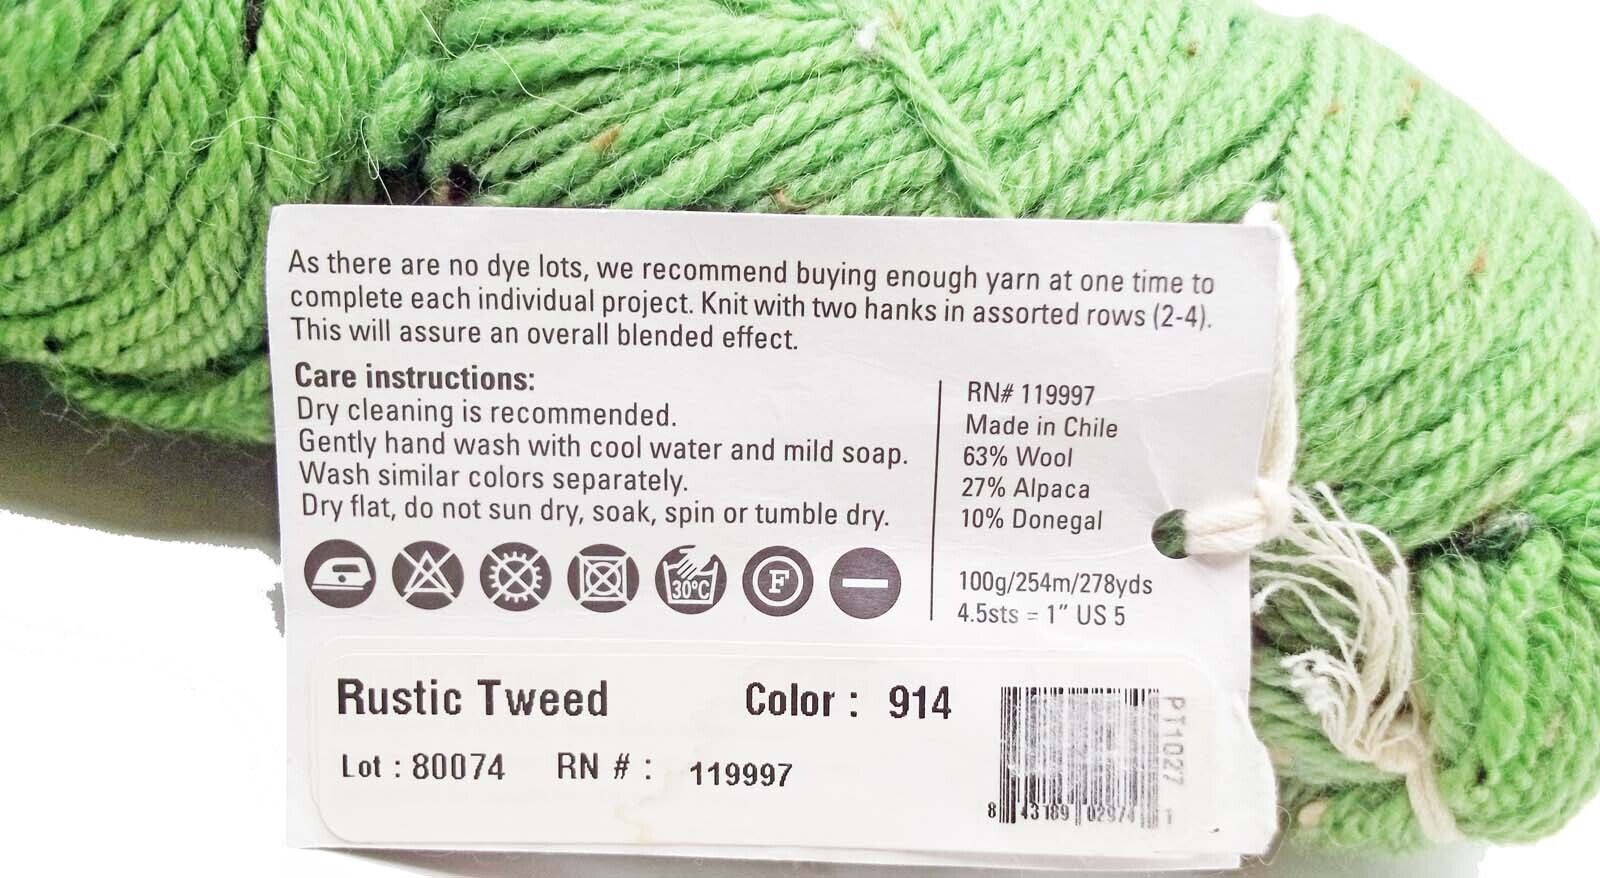 As there are no dye lots, we recommend buying enough yarn at one time to
complete each individual project. Knit with two hanks in assorted rows (2-4).
This will assure an overall blended effect.
Care instructions:
Dry cleaning is recommended.
Gently hand wash with cool water and mild soap.
Wash similar colors separately.
Dry flat, do not sun dry, soak, spin or tumble dry.
30°C
F
RN# 119997
Made in Chile
63% Wool
27% Alpaca
10% Donegal
100g/254m/278yds
4.5sts = 1" US 5
Rustic Tweed Color : 914
Lot : 80074 RN # : 119997
PT1027
8 43189 02974 1